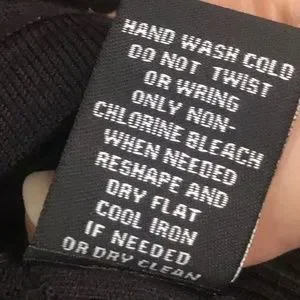 HAND WASH COLD
DO NOT TWIST
OR WRING
ONLY NON-
CHLORINE BLEACH
WHEN NEEDED
RESHAPE AND
DRY FLAT
COOL IRON
IF NEEDED
OR DRY CLEAN